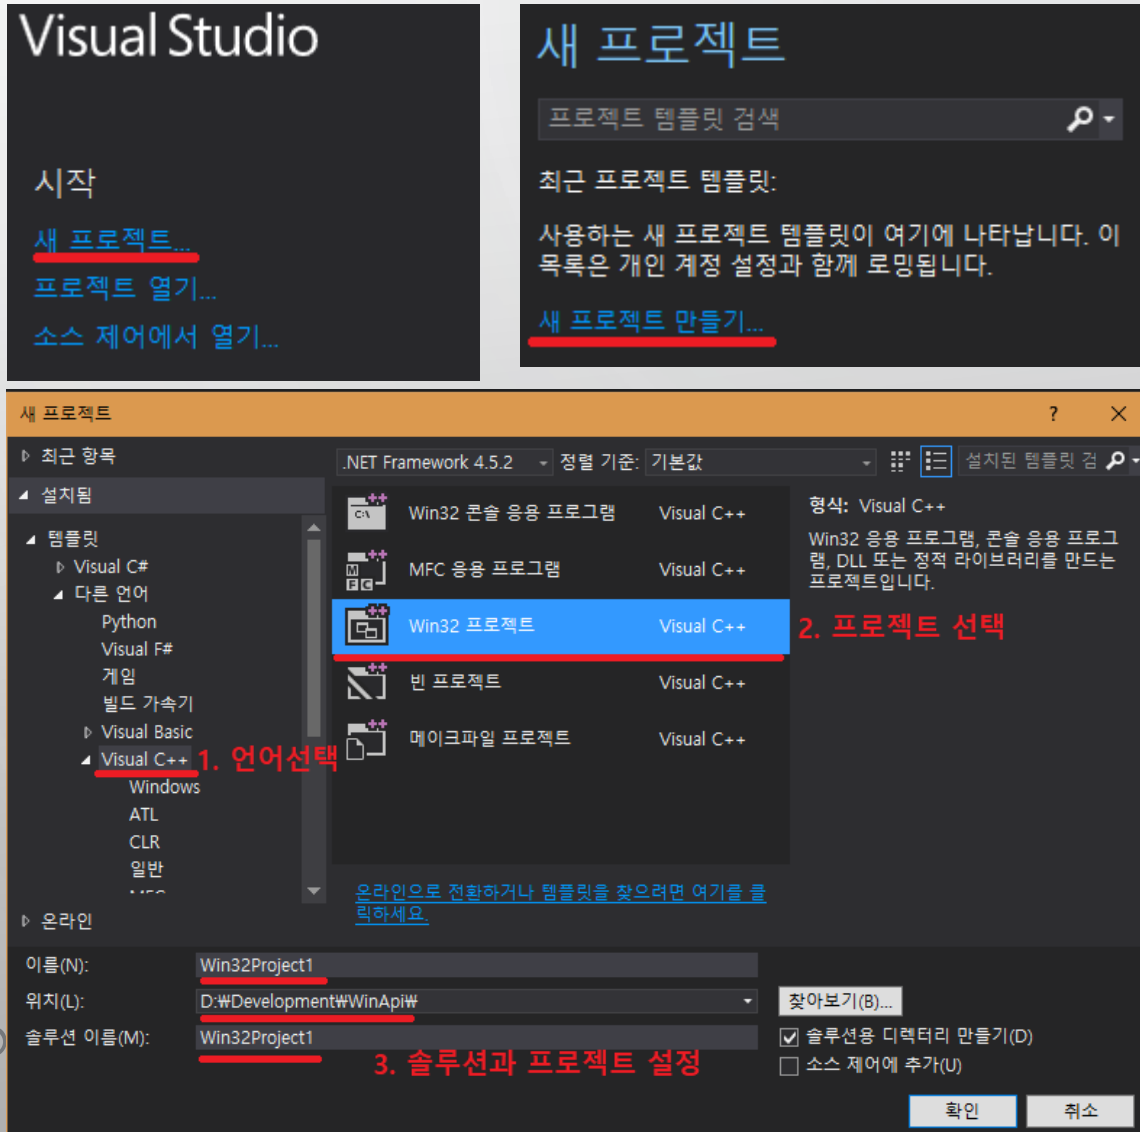 Visual Studio
시작
새 프로젝트...
프로젝트 열기...
소스 제어에서 열기...
새 프로젝트
프로젝트 템플릿 검색
최근 프로젝트 템플릿:
사용하는 새 프로젝트 템플릿이 여기에 나타납니다. 이
목록은 개인 계정 설정과 함께 로밍됩니다.
새 프로젝트 만들기...
새 프로젝트
?
최근 항목
설치됨
템플릿
Visual C#
다른 언어
Python
Visual F#
게임
빌드 가속기
Visual Basic
Visual C++
1. 언어선택
Windows
ATL
CLR
일반
온라인
.NET Framework 4.5.2
정렬 기준: 기본값
설치된 템플릿 검
Win32 콘솔 응용 프로그램 Visual C++
MFC 응용 프로그램 Visual C++
Win32 프로젝트 Visual C++
빈 프로젝트 Visual C++
메이크파일 프로젝트 Visual C++
온라인으로 전환하거나 템플릿을 찾으려면 여기를 클
릭하세요.
형식: Visual C++
Win32 응용 프로그램, 콘솔 응용 프로그
램, DLL 또는 정적 라이브러리를 만드는
프로젝트입니다.
2. 프로젝트 선택
이름(N): Win32Project1
위치(L): D:₩Development₩WinApi₩
찾아보기(B)...
솔루션 이름(M): Win32Project1
3. 솔루션과 프로젝트 설정
솔루션용 디렉터리 만들기(D)
소스 제어에 추가(U)
확인
취소